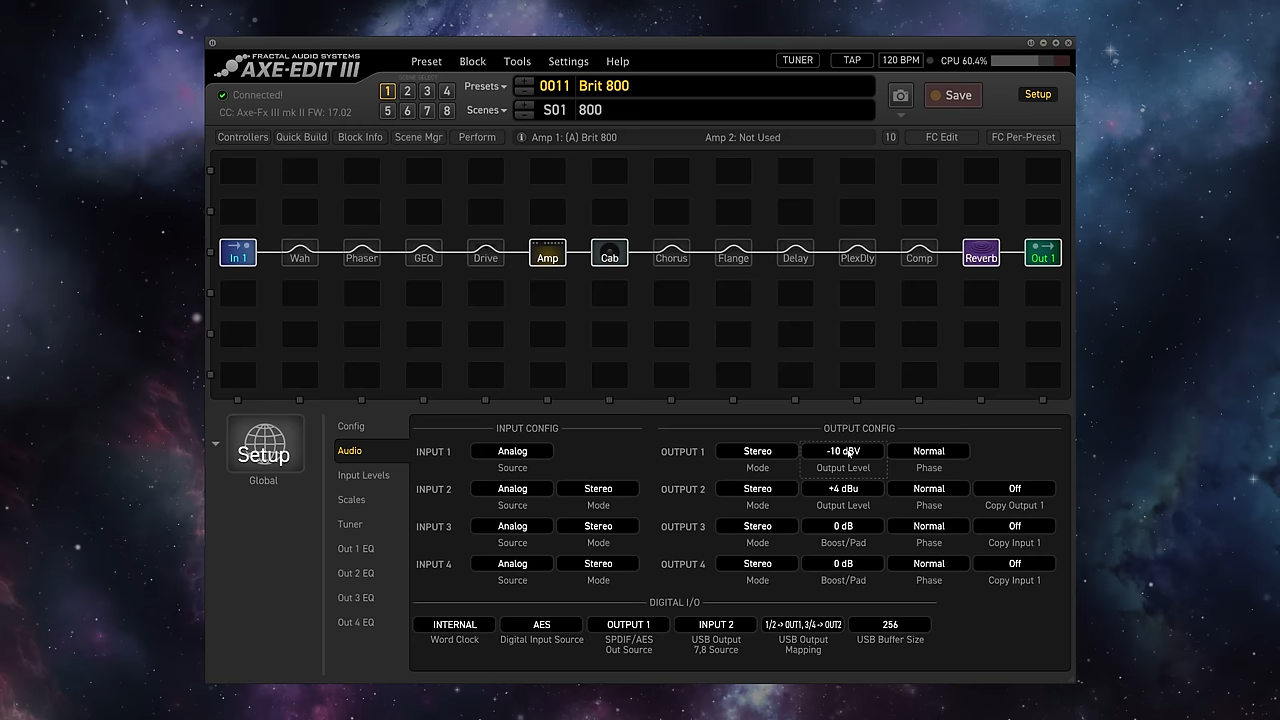 FRACTAL AUDIO SYSTEMS
AXE-EDIT III
Preset Block Tools Settings Help
TUNER TAP 120 BPM CPU 60.4%
SCENE SELECT
Connected!
CC: Axe-Fx III mk II FW: 17.02
1 2 3 4
5 6 7 8
Presets 0011 Brit 800
Scenes S01 800
Save
Setup
Controllers Quick Build Block Info Scene Mgr Perform Amp 1: (A) Brit 800 Amp 2: Not Used 10 FC Edit FC Per-Preset
In 1 Wah Phaser GEQ Drive Amp Cab Chorus Flange Delay PlexDly Comp Reverb Out 1
Setup
Global
Config
Audio
Input Levels
Scales
Tuner
Out 1 EQ
Out 2 EQ
Out 3 EQ
Out 4 EQ
INPUT CONFIG
INPUT 1 Analog
Source
INPUT 2 Analog Stereo
Source Mode
INPUT 3 Analog Stereo
Source Mode
INPUT 4 Analog Stereo
Source Mode
OUTPUT CONFIG
OUTPUT 1 Stereo -10 dBV Normal
Mode Output Level Phase
OUTPUT 2 Stereo +4 dBu Normal Off
Mode Output Level Phase Copy Output 1
OUTPUT 3 Stereo 0 dB Normal Off
Mode Boost/Pad Phase Copy Input 1
OUTPUT 4 Stereo 0 dB Normal Off
Mode Boost/Pad Phase Copy Input 1
DIGITAL I/O
INTERNAL AES OUTPUT 1 INPUT 2 1/2 -> OUT1, 3/4 -> OUT2 256
Word Clock Digital Input Source SPDIF/AES USB Output USB Output USB Buffer Size
Out Source 7,8 Source Mapping